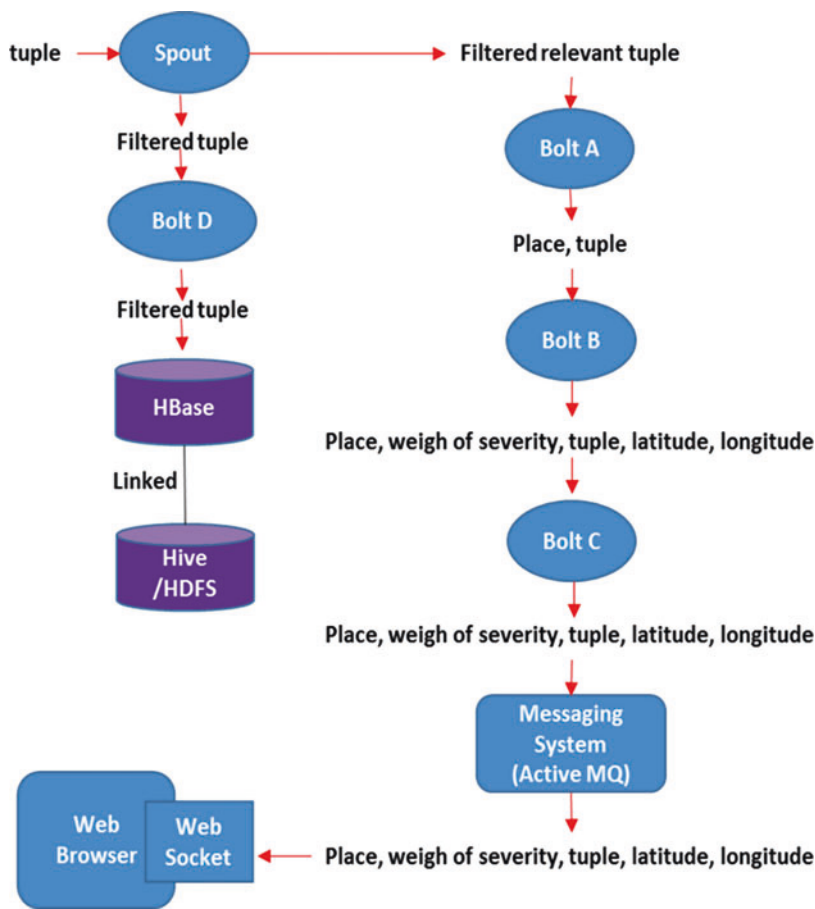 tuple
Spout
Filtered relevant tuple
Filtered tuple
Bolt A
Bolt D
Place, tuple
Filtered tuple
Bolt B
HBase
Place, weigh of severity, tuple, latitude, longitude
Linked
Bolt C
Hive
/HDFS
Place, weigh of severity, tuple, latitude, longitude
Messaging
System
(Active MQ)
Web
Browser
Web
Socket
Place, weigh of severity, tuple, latitude, longitude